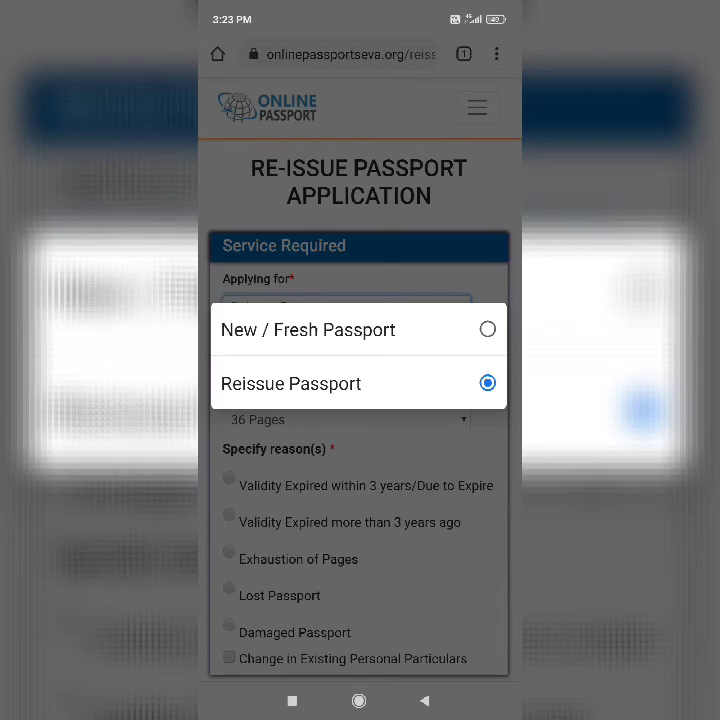 3:23 PM
49
onlinepassportseva.org/reiss
1
ONLINE
PASSPORT
RE-ISSUE PASSPORT
APPLICATION
Service Required
Applying for*
New / Fresh Passport
Reissue Passport
36 Pages
Specify reason(s) *
Validity Expired within 3 years/Due to Expire
Validity Expired more than 3 years ago
Exhaustion of Pages
Lost Passport
Damaged Passport
Change in Existing Personal Particulars